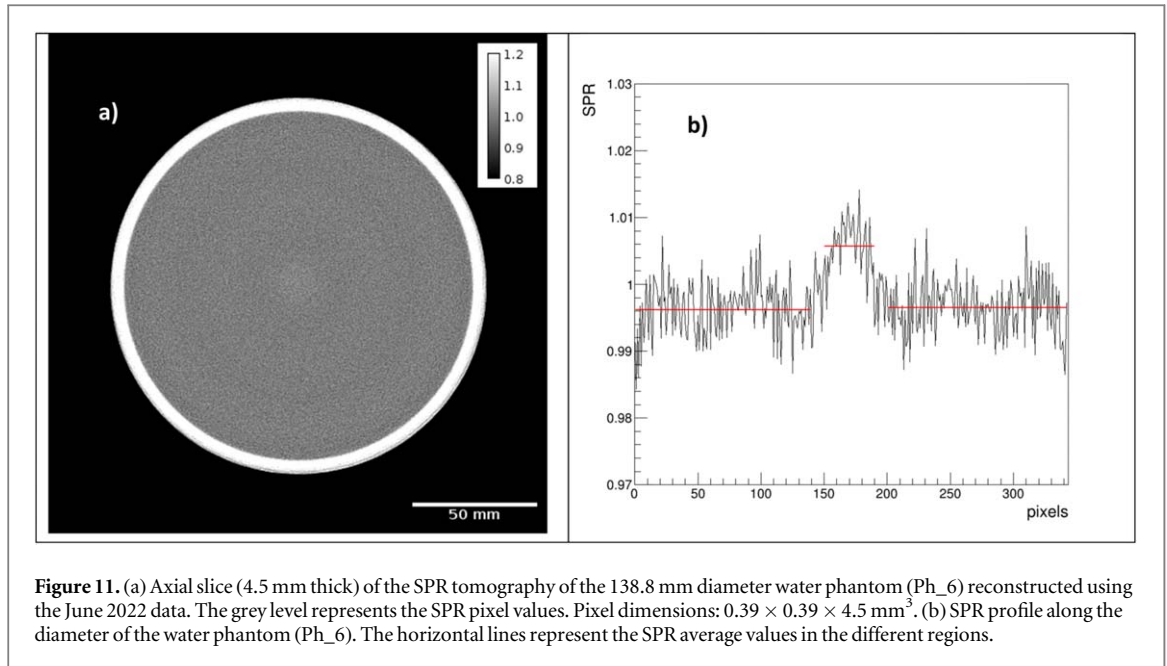 a)
1.2
1.1
1.0
0.9
0.8
50 mm
b)
SPR
1.03
1.02
1.01
1
0.99
0.98
0.97
0 50 100 150 200 250 300
pixels
Figure 11. (a) Axial slice (4.5 mm thick) of the SPR tomography of the 138.8 mm diameter water phantom (Ph_6) reconstructed using
the June 2022 data. The grey level represents the SPR pixel values. Pixel dimensions: 0.39 × 0.39 × 4.5 mm³. (b) SPR profile along the
diameter of the water phantom (Ph_6). The horizontal lines represent the SPR average values in the different regions.